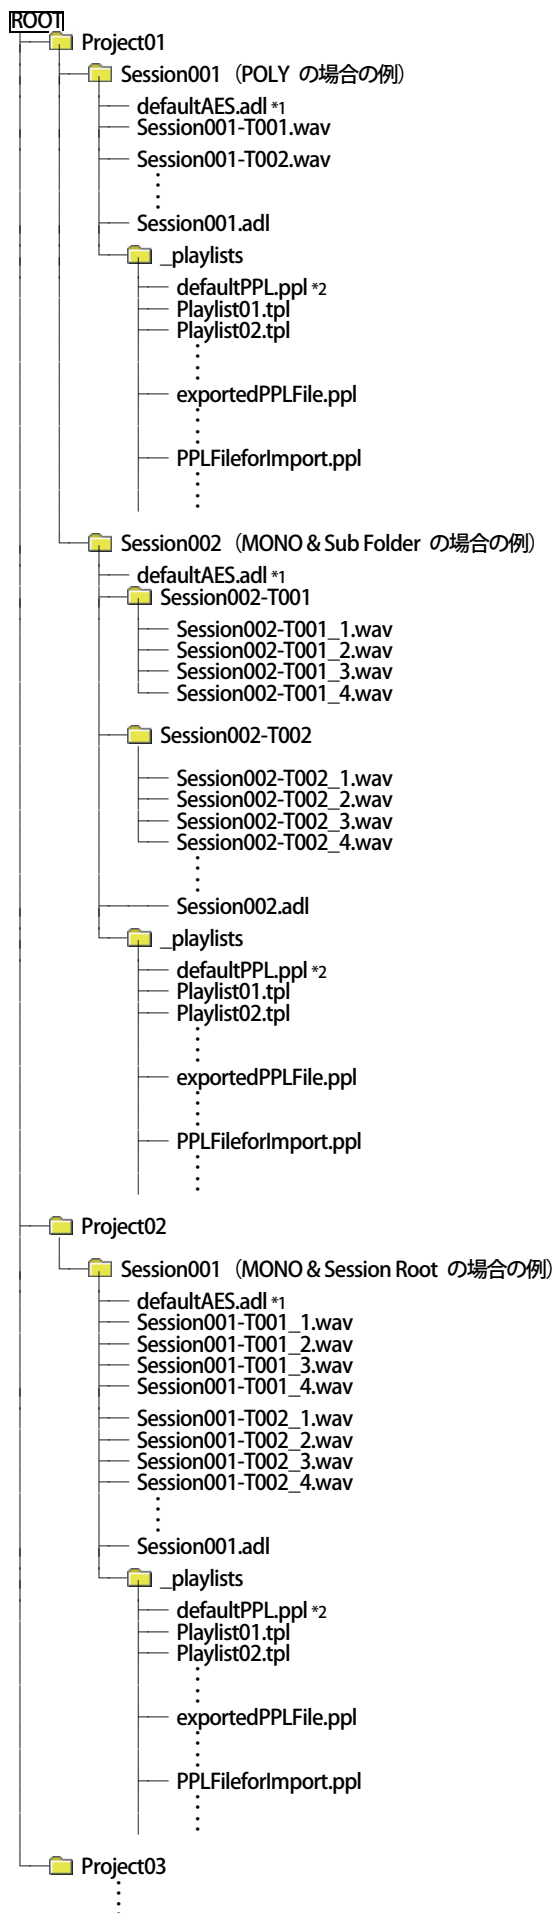 ROOT
Project01
Session001（POLY の場合の例）
defaultAES.adl *1
Session001-T001.wav
Session001-T002.wav
Session001.adl
_playlists
defaultPPL.ppl *2
Playlist01.tpl
Playlist02.tpl
exportedPPLFile.ppl
PPLFileforImport.ppl
Session002（MONO & Sub Folder の場合の例）
defaultAES.adl *1
Session002-T001
Session002-T001_1.wav
Session002-T001_2.wav
Session002-T001_3.wav
Session002-T001_4.wav
Session002-T002
Session002-T002_1.wav
Session002-T002_2.wav
Session002-T002_3.wav
Session002-T002_4.wav
Session002.adl
_playlists
defaultPPL.ppl *2
Playlist01.tpl
Playlist02.tpl
exportedPPLFile.ppl
PPLFileforImport.ppl
Project02
Session001（MONO & Session Root の場合の例）
defaultAES.adl *1
Session001-T001_1.wav
Session001-T001_2.wav
Session001-T001_3.wav
Session001-T001_4.wav
Session001-T002_1.wav
Session001-T002_2.wav
Session001-T002_3.wav
Session001-T002_4.wav
Session001.adl
_playlists
defaultPPL.ppl *2
Playlist01.tpl
Playlist02.tpl
exportedPPLFile.ppl
PPLFileforImport.ppl
Project03